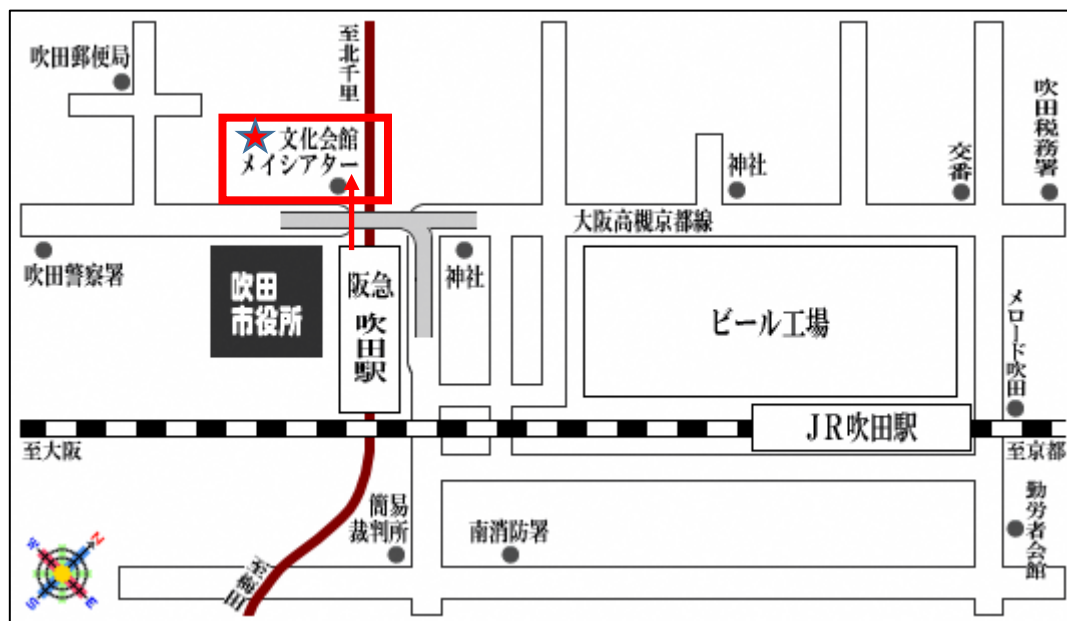 吹田郵便局
至北千里
文化会館
メイシアター
神社
交番
吹田税務署
大阪高槻京都線
吹田警察署
吹田
市役所
阪急
吹田駅
神社
ビール工場
メロード吹田
JR吹田駅
至大阪
至京都
簡易
裁判所
南消防署
勤労者会館
至梅田
W
N
S
E